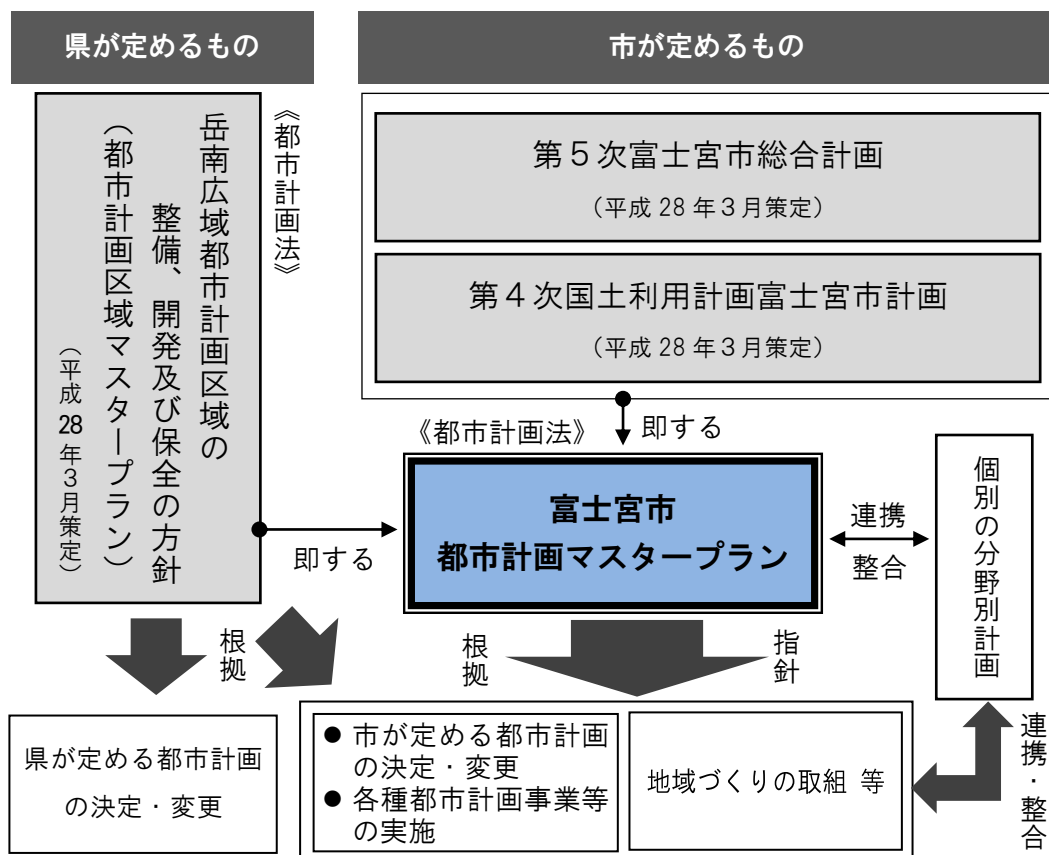 県が定めるもの
市が定めるもの
《都市計画法》
岳南広域都市計画区域の
整備、開発及び保全の方針
（都市計画区域マスタープラン）
（平成28年３月策定）
第５次富士宮市総合計画
（平成 28 年３月策定）
第４次国土利用計画富士宮市計画
（平成 28 年３月策定）
《都市計画法》
即する
富士宮市
都市計画マスタープラン
即する
連携
整合
個別の分野別計画
根拠
根拠
指針
県が定める都市計画
の決定・変更
● 市が定める都市計画
の決定・変更
● 各種都市計画事業等
の実施
地域づくりの取組 等
連携・整合